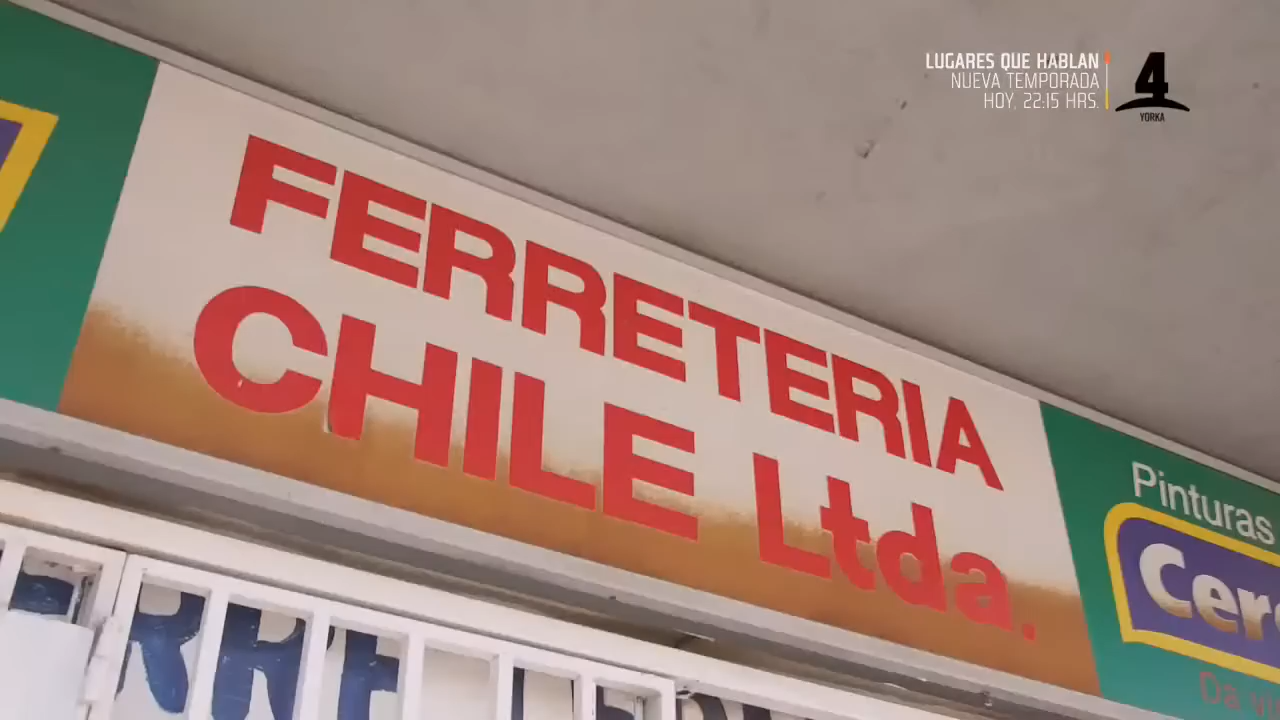 LUGARES QUE HABLAN
NUEVA TEMPORADA
HOY, 22:15 HRS.
4
YORKA
FERRETERIA
CHILE Ltda.
Pinturas